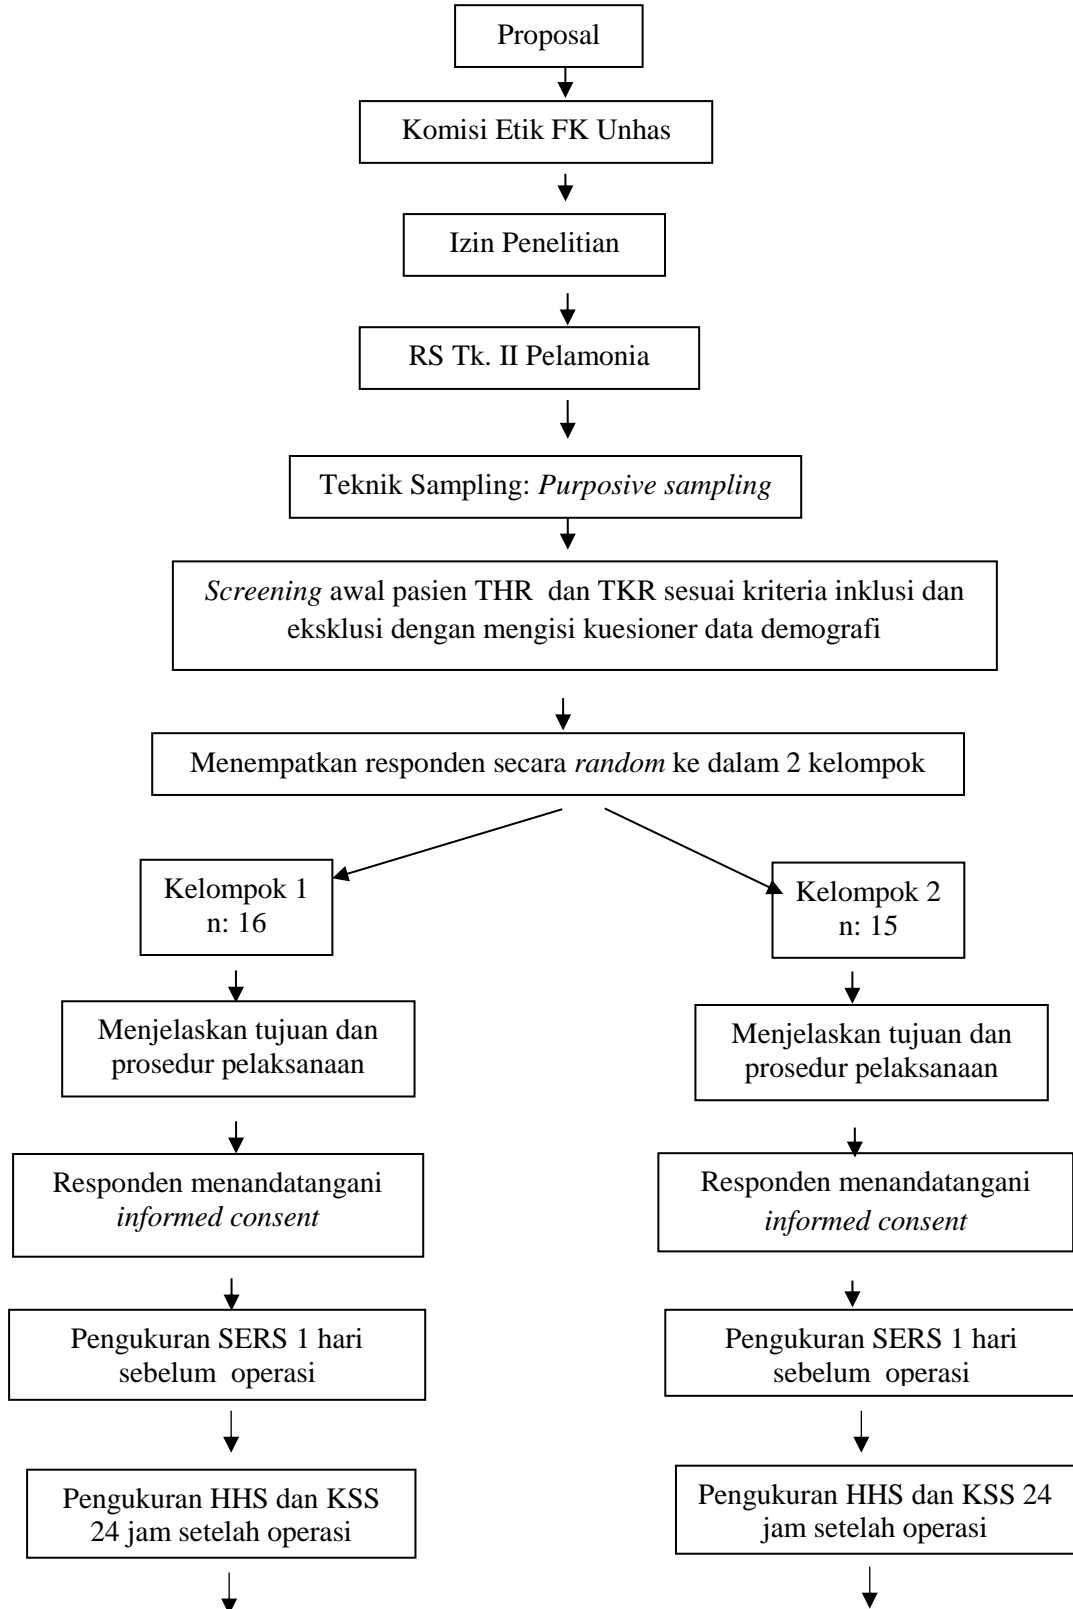 Proposal
Komisi Etik FK Unhas
Izin Penelitian
RS Tk. II Pelamonia
Teknik Sampling: Purposive sampling
Screening awal pasien THR dan TKR sesuai kriteria inklusi dan
eksklusi dengan mengisi kuesioner data demografi
Menempatkan responden secara random ke dalam 2 kelompok
Kelompok 1
n: 16
Kelompok 2
n: 15
Menjelaskan tujuan dan
prosedur pelaksanaan
Menjelaskan tujuan dan
prosedur pelaksanaan
Responden menandatangani
informed consent
Responden menandatangani
informed consent
Pengukuran SERS 1 hari
sebelum operasi
Pengukuran SERS 1 hari
sebelum operasi
Pengukuran HHS dan KSS
24 jam setelah operasi
Pengukuran HHS dan KSS 24
jam setelah operasi